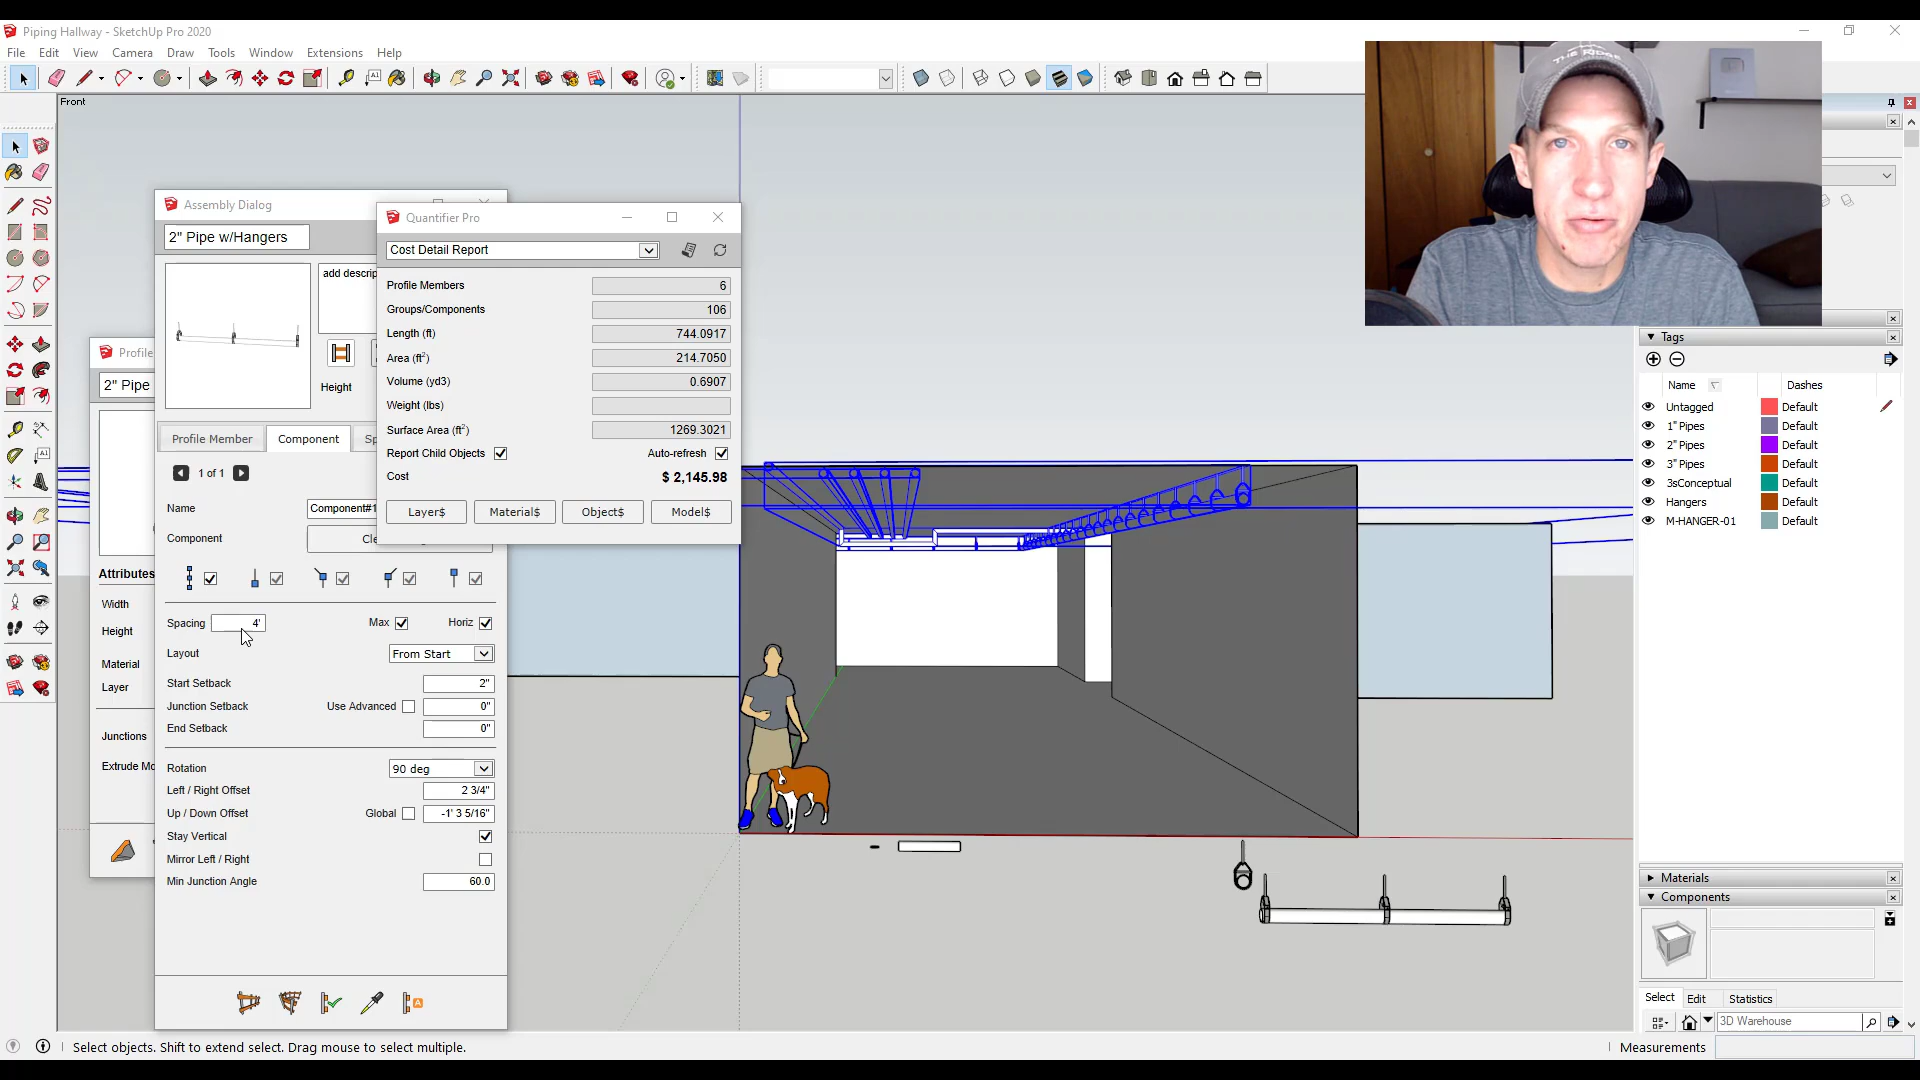 Piping Hallway - SketchUp Pro 2020
File Edit View Camera Draw Tools Window Extensions Help
Front
THE RIDGE
Assembly Dialog
2" Pipe w/Hangers
add descrip
Height
Profile Member Component Sp
1 of 1
Name Component#1
Component Cle
Spacing 4' Max Horiz
Layout From Start
Start Setback 2"
Junction Setback Use Advanced 0"
End Setback 0"
Rotation 90 deg
Left / Right Offset 2 3/4"
Up / Down Offset Global -1' 3 5/16"
Stay Vertical
Mirror Left / Right
Min Junction Angle 60.0
Profile
2" Pipe
Attributes
Width
Height
Material
Layer
Junctions
Extrude Mo
Quantifier Pro
Cost Detail Report
Profile Members 6
Groups/Components 106
Length (ft) 744.0917
Area (ft²) 214.7050
Volume (yd3) 0.6907
Weight (lbs)
Surface Area (ft²) 1269.3021
Report Child Objects Auto-refresh
Cost $ 2,145.98
Layer$ Material$ Object$ Model$
Tags
Name Dashes
Untagged Default
1" Pipes Default
2" Pipes Default
3" Pipes Default
3sConceptual Default
Hangers Default
M-HANGER-01 Default
Materials
Components
Select Edit Statistics
3D Warehouse
Select objects. Shift to extend select. Drag mouse to select multiple.
Measurements